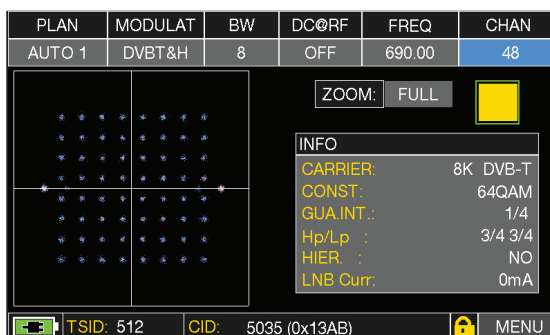 PLAN MODULAT BW DC@RF FREQ CHAN
AUTO 1 DVBT&H 8 OFF 690.00 48
ZOOM: FULL
INFO
CARRIER: 8K DVB-T
CONST: 64QAM
GUA.INT.: 1/4
Hp/Lp : 3/4 3/4
HIER. : NO
LNB Curr: 0mA
TSID: 512 CID: 5035 (0x13AB) MENU